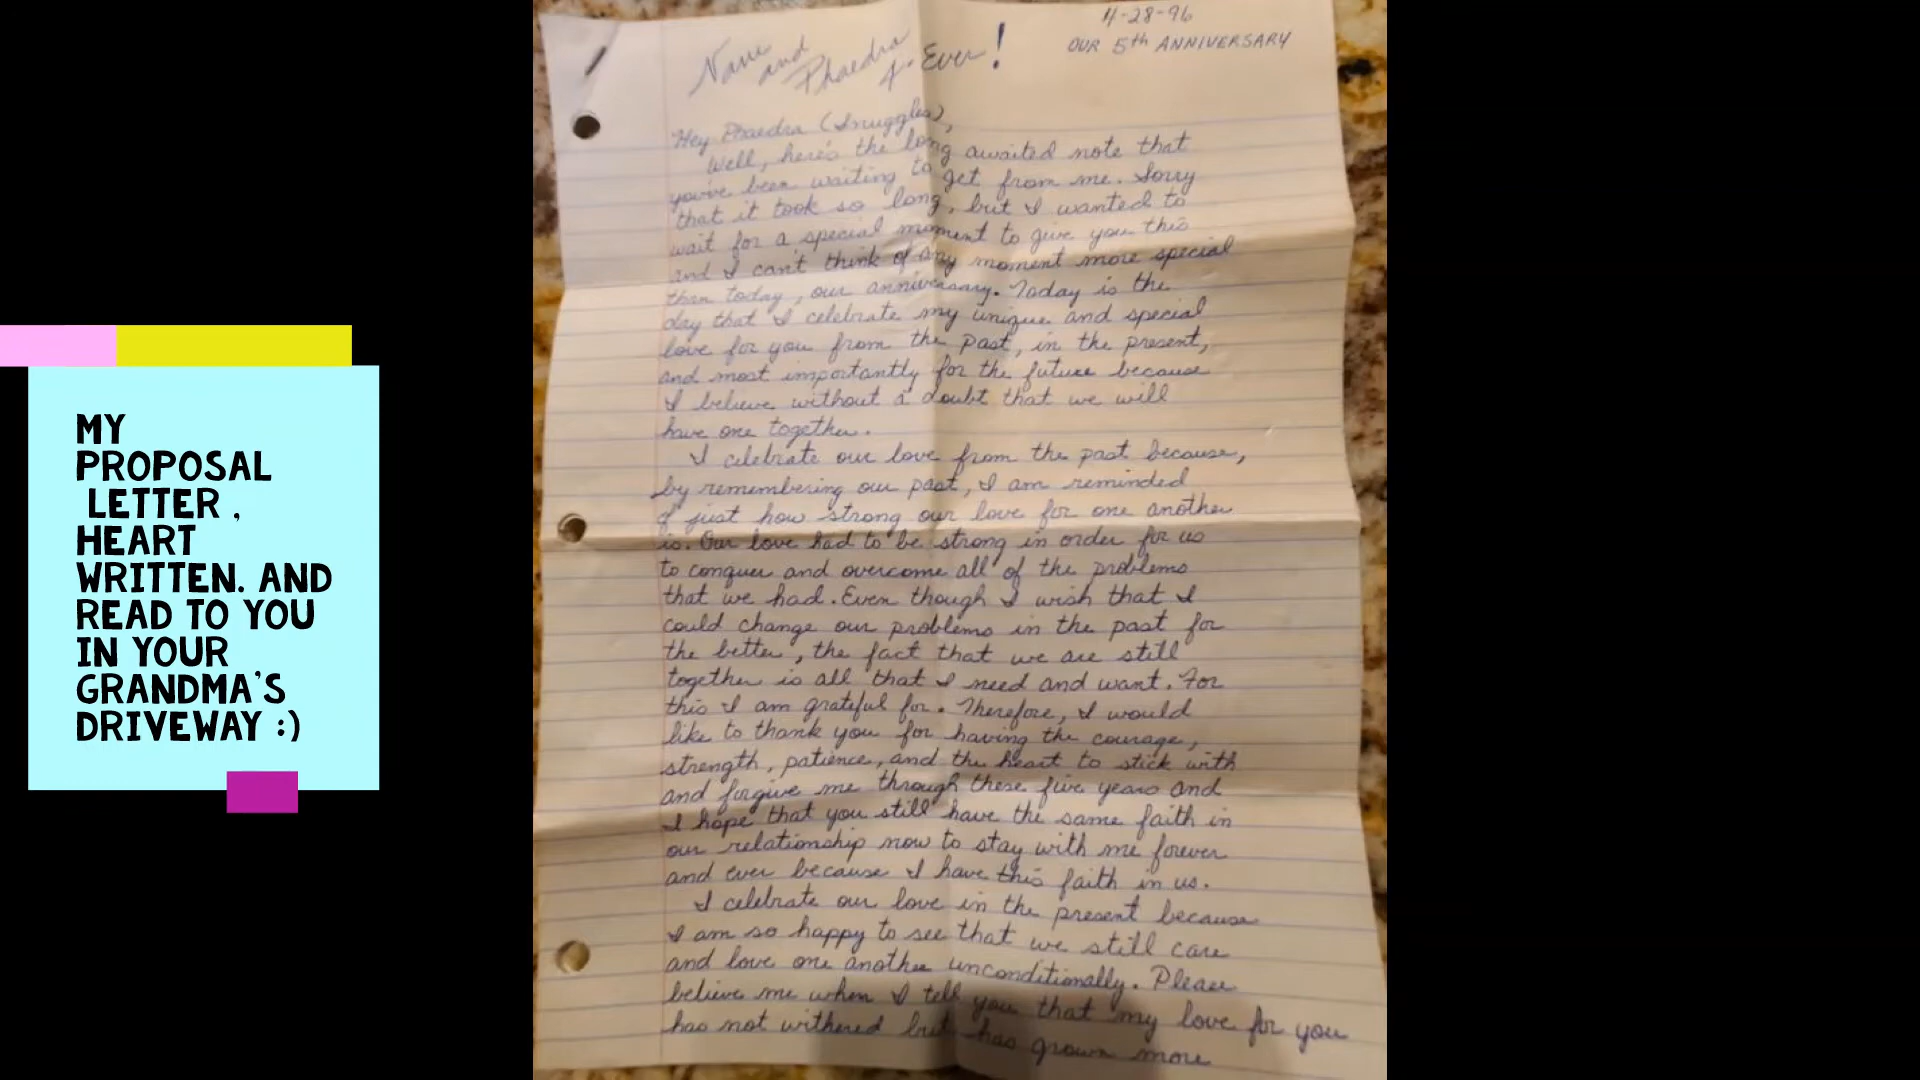 MY
PROPOSAL
LETTER ,
HEART
WRITTEN. AND
READ TO YOU
IN YOUR
GRANDMA'S
DRIVEWAY :)
4-28-96
OUR 5th ANNIVERSARY
and
Phaedra
4-Ever!
Hey Phaedra (Snuggles),
Well, here's the long awaited note that
you've been waiting to get from me. Sorry
that it took so long, but I wanted to
wait for a special moment to give you this
and I can't think of any moment more special
than today, our anniversary. Today is the
day that I celebrate my unique and special
love for you from the past, in the present,
and most importantly for the future because
I believe without a doubt that we will
have one together.
I celebrate our love from the past because,
by remembering our past, I am reminded
of just how strong our love for one another
is. Our love had to be strong in order for us
to conquer and overcome all of the problems
that we had. Even though I wish that I
could change our problems in the past for
the better, the fact that we are still
together is all that I need and want. For
this I am grateful for. Therefore, I would
like to thank you for having the courage,
strength, patience, and the heart to stick with
and forgive me through these five years and
I hope that you still have the same faith in
our relationship now to stay with me forever
and ever because I have this faith in us.
I celebrate our love in the present because
I am so happy to see that we still care
and love one another unconditionally. Please
believe me when I tell you that my love for you
has not withered but has grown more